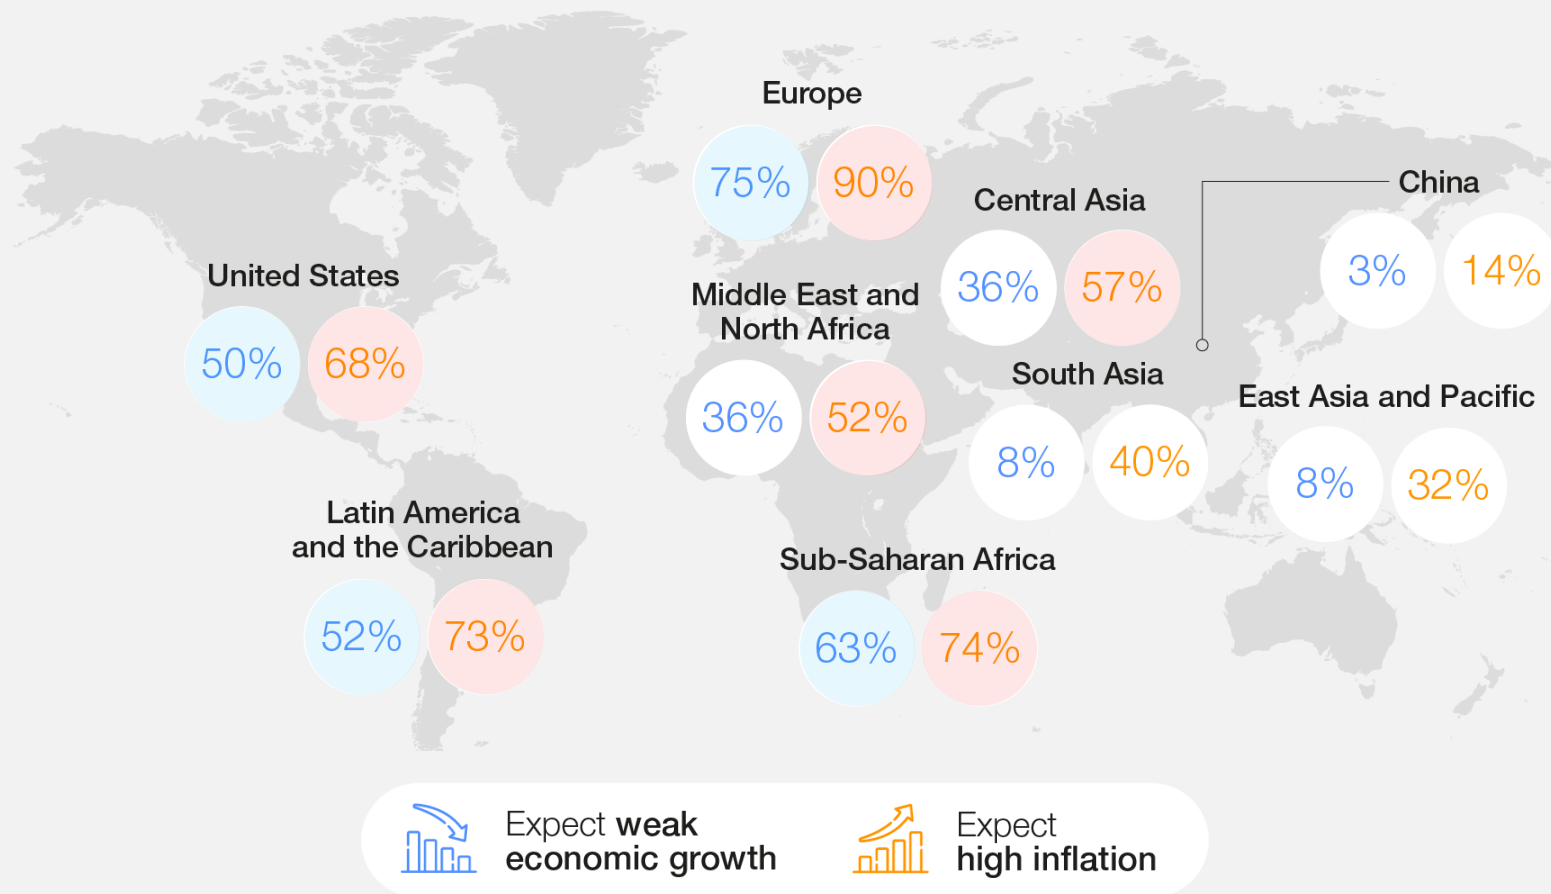 Europe
75% 90%
Central Asia
36% 57%
China
3% 14%
United States
50% 68%
Middle East and
North Africa
36% 52%
South Asia
8% 40%
East Asia and Pacific
8% 32%
Latin America
and the Caribbean
52% 73%
Sub-Saharan Africa
63% 74%
Expect weak
economic growth
Expect
high inflation